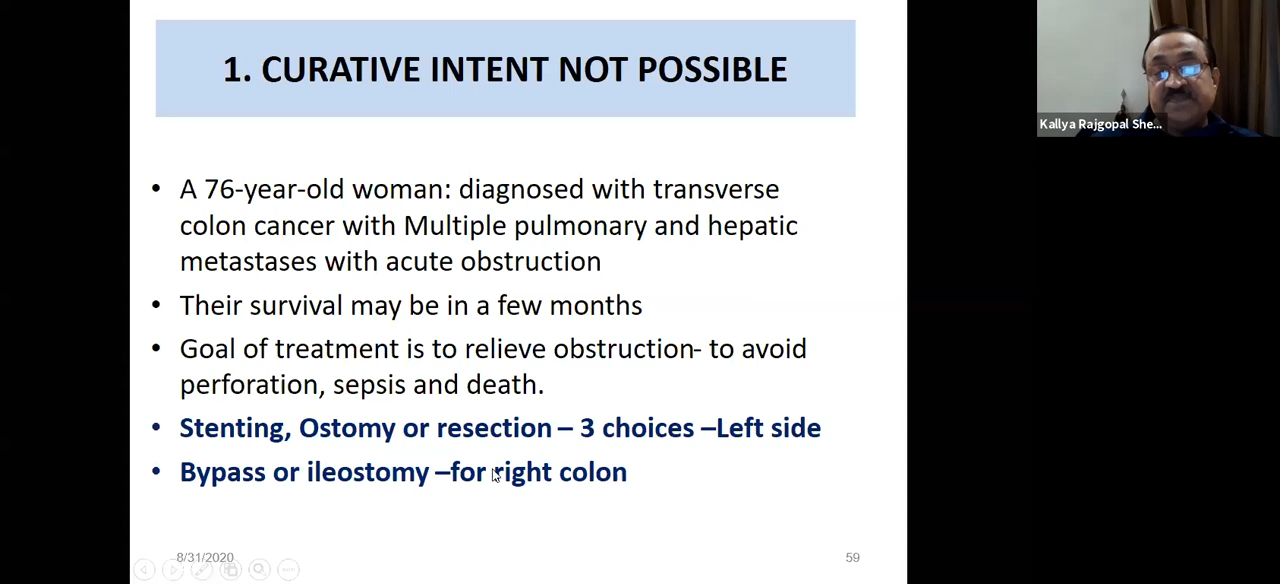 1. CURATIVE INTENT NOT POSSIBLE
Kallya Rajgopal She...
• A 76-year-old woman: diagnosed with transverse
colon cancer with Multiple pulmonary and hepatic
metastases with acute obstruction
• Their survival may be in a few months
• Goal of treatment is to relieve obstruction- to avoid
perforation, sepsis and death.
• Stenting, Ostomy or resection – 3 choices –Left side
• Bypass or ileostomy –for right colon
8/31/2020
59